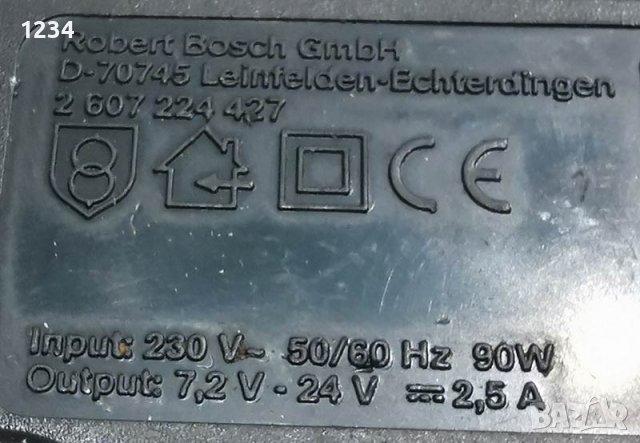 1234
Robert Bosch GmbH
D-70745 Leinfelden-Echterdingen
2 607 224 427
CE
Input: 230 V~ 50/60 Hz 90W
Output: 7,2 V - 24 V ⎓ 2,5 A
BAZAR